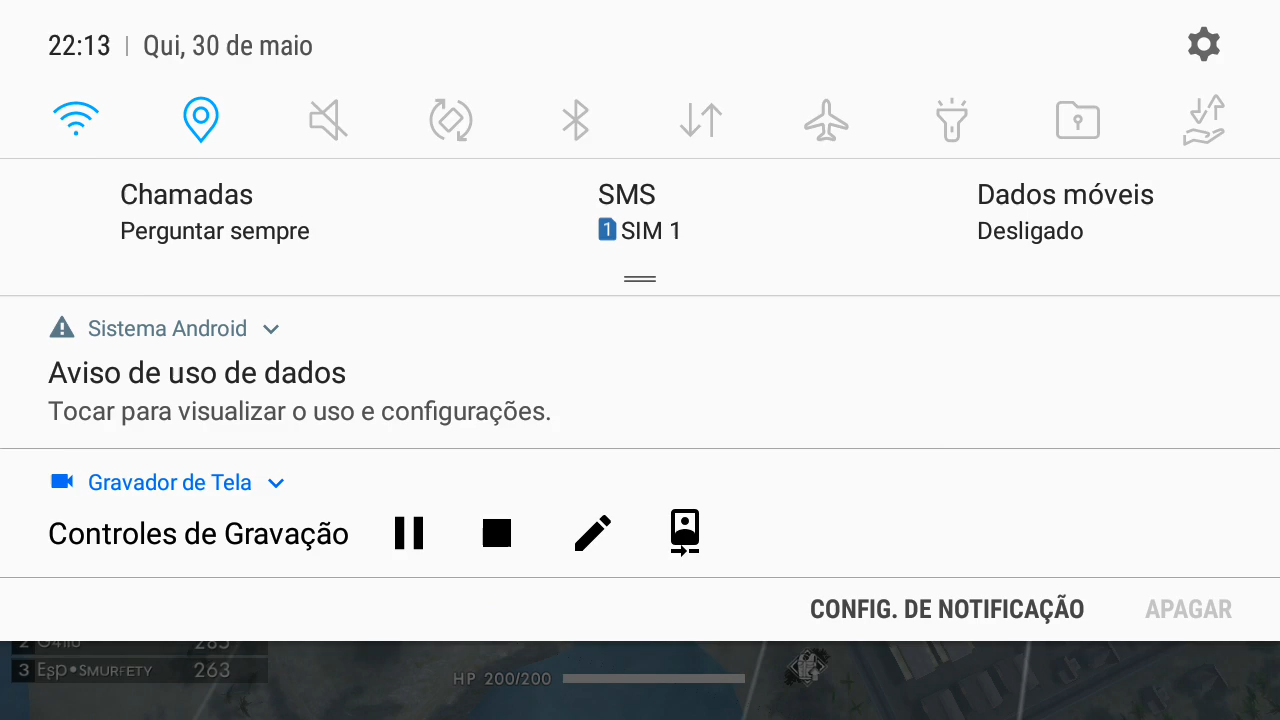 22:13 | Qui, 30 de maio
Chamadas
Perguntar sempre
SMS
1 SIM 1
Dados móveis
Desligado
Sistema Android
Aviso de uso de dados
Tocar para visualizar o uso e configurações.
Gravador de Tela
Controles de Gravação
CONFIG. DE NOTIFICAÇÃO
APAGAR
283
3 Eşp•SMURFETY 263
HP 200/200